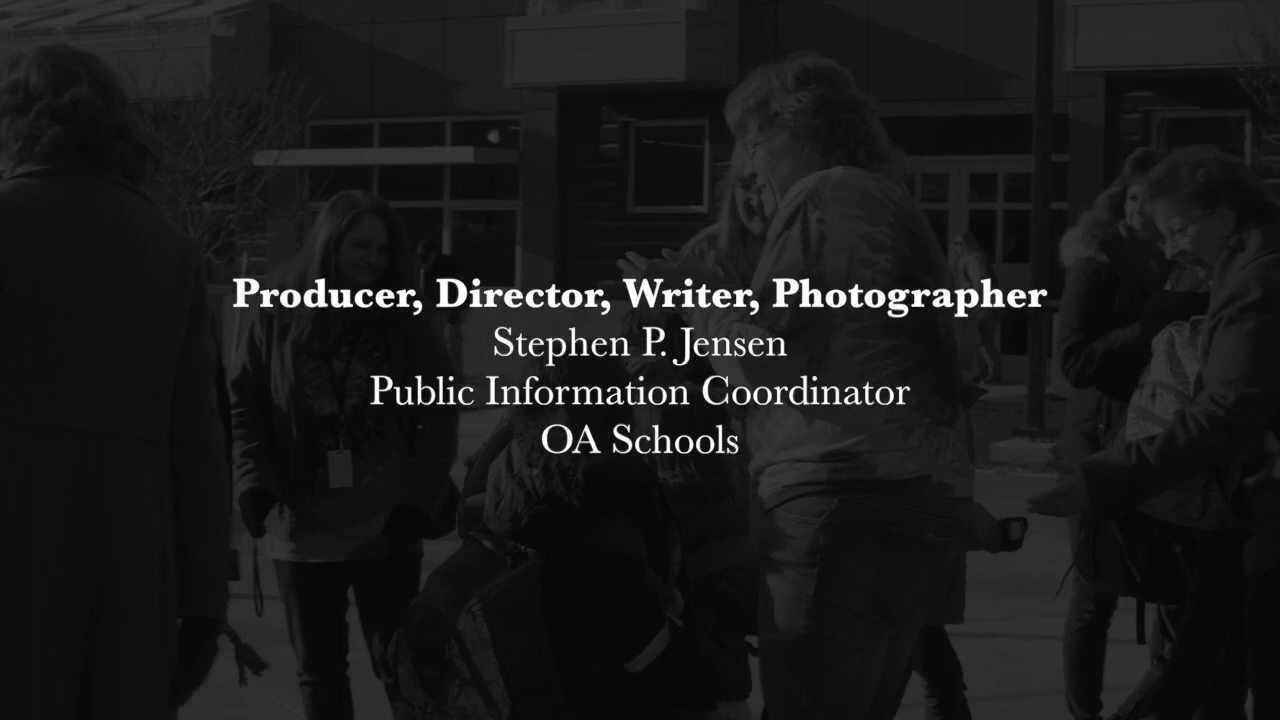 Producer, Director, Writer, Photographer
Stephen P. Jensen
Public Information Coordinator
OA Schools